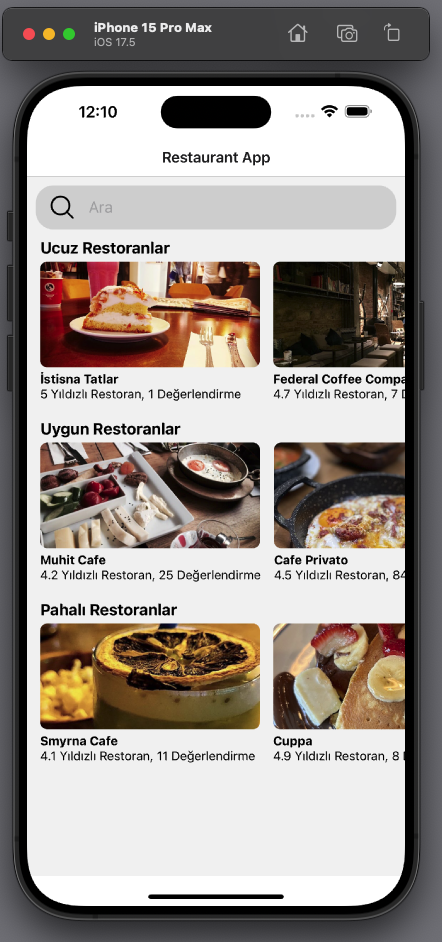 iPhone 15 Pro Max
iOS 17.5
12:10
Restaurant App
Ara
Ucuz Restoranlar
İstisna Tatlar
5 Yıldızlı Restoran, 1 Değerlendirme
Federal Coffee Compa
4.7 Yıldızlı Restoran, 7 D
Uygun Restoranlar
Muhit Cafe
4.2 Yıldızlı Restoran, 25 Değerlendirme
Cafe Privato
4.5 Yıldızlı Restoran, 84
Pahalı Restoranlar
Smyrna Cafe
4.1 Yıldızlı Restoran, 11 Değerlendirme
Cuppa
4.9 Yıldızlı Restoran, 8